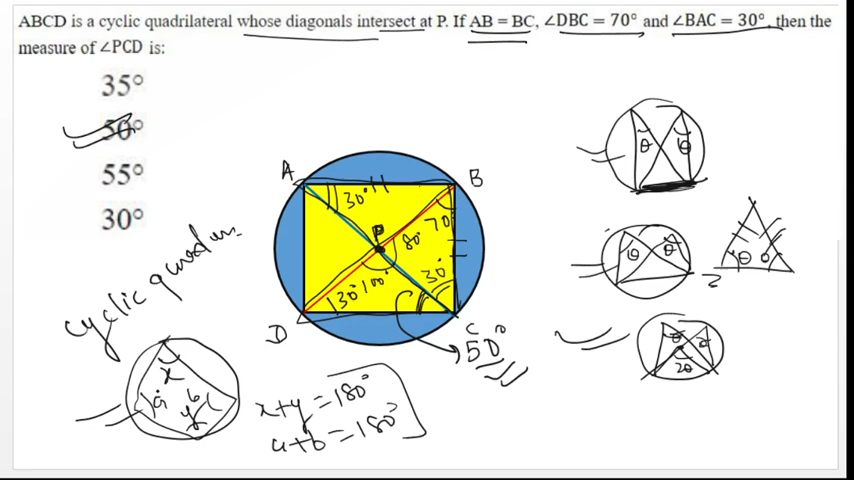 ABCD is a cyclic quadrilateral whose diagonals intersect at P. If AB = BC, ∠DBC = 70° and ∠BAC = 30°, then the
measure of ∠PCD is:
35°
50°
55°
30°
A
B
30°
P
70
80°
30°
30°
100°
D
C
50°
cyclic
x
a
b
y
x+y = 180°
a+b = 180°
θ
θ
θ
θ
θ
2θ